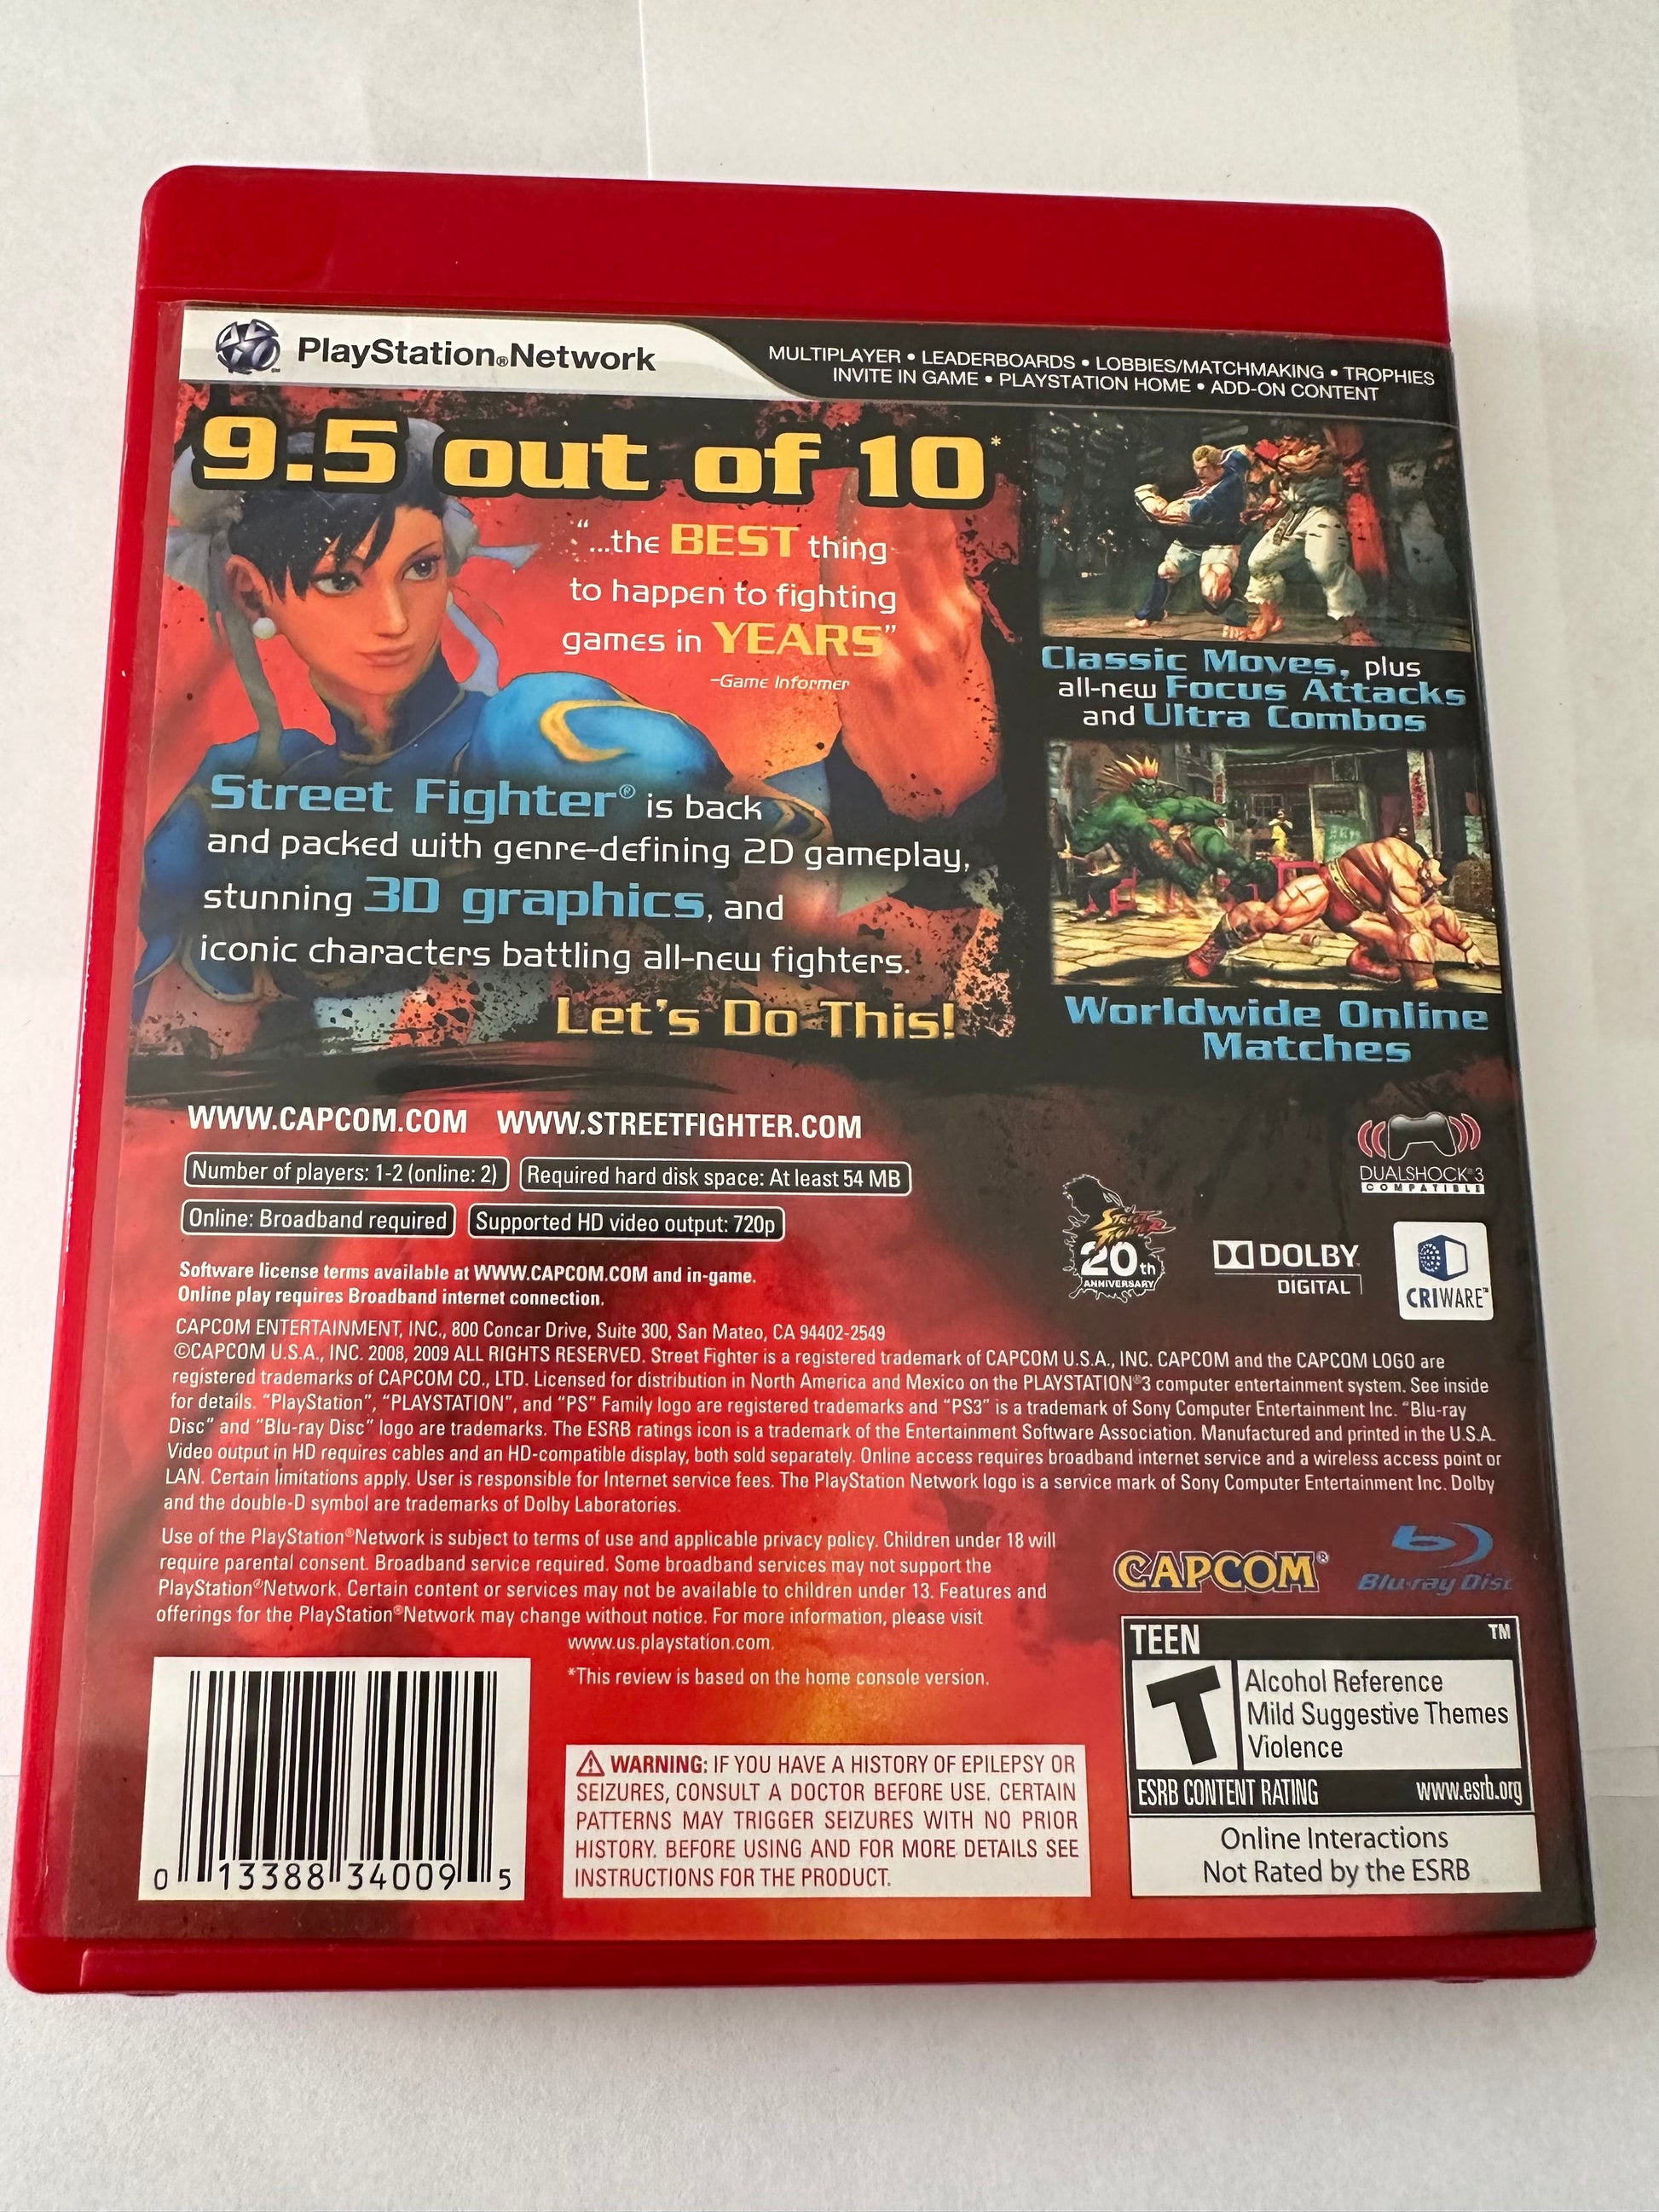 PlayStation®Network
MULTIPLAYER • LEADERBOARDS • LOBBIES/MATCHMAKING • TROPHIES
INVITE IN GAME • PLAYSTATION HOME • ADD-ON CONTENT
9.5 out of 10*
“...the BEST thing
to happen to fighting
games in YEARS”
–Game Informer
Classic Moves, plus
all-new Focus Attacks
and Ultra Combos
Street Fighter® is back
and packed with genre-defining 2D gameplay,
stunning 3D graphics, and
iconic characters battling all-new fighters.
Let's Do This!
Worldwide Online
Matches
WWW.CAPCOM.COM WWW.STREETFIGHTER.COM
Number of players: 1-2 (online: 2) Required hard disk space: At least 54 MB
Online: Broadband required Supported HD video output: 720p
DUALSHOCK®3
COMPATIBLE
STREET FIGHTER
20th
ANNIVERSARY
DOLBY
DIGITAL
CRIWARE™
Software license terms available at WWW.CAPCOM.COM and in-game.
Online play requires Broadband internet connection.
CAPCOM ENTERTAINMENT, INC., 800 Concar Drive, Suite 300, San Mateo, CA 94402-2549
©CAPCOM U.S.A., INC. 2008, 2009 ALL RIGHTS RESERVED. Street Fighter is a registered trademark of CAPCOM U.S.A., INC. CAPCOM and the CAPCOM LOGO are
registered trademarks of CAPCOM CO., LTD. Licensed for distribution in North America and Mexico on the PLAYSTATION®3 computer entertainment system. See inside
for details. “PlayStation”, “PLAYSTATION”, and “PS” Family logo are registered trademarks and “PS3” is a trademark of Sony Computer Entertainment Inc. “Blu-ray
Disc” and “Blu-ray Disc” logo are trademarks. The ESRB ratings icon is a trademark of the Entertainment Software Association. Manufactured and printed in the U.S.A.
Video output in HD requires cables and an HD-compatible display, both sold separately. Online access requires broadband internet service and a wireless access point or
LAN. Certain limitations apply. User is responsible for Internet service fees. The PlayStation Network logo is a service mark of Sony Computer Entertainment Inc. Dolby
and the double-D symbol are trademarks of Dolby Laboratories.
Use of the PlayStation®Network is subject to terms of use and applicable privacy policy. Children under 18 will
require parental consent. Broadband service required. Some broadband services may not support the
PlayStation®Network. Certain content or services may not be available to children under 13. Features and
offerings for the PlayStation®Network may change without notice. For more information, please visit
www.us.playstation.com.
*This review is based on the home console version.
CAPCOM®
Blu-ray Disc
TEEN ™
T
Alcohol Reference
Mild Suggestive Themes
Violence
ESRB CONTENT RATING www.esrb.org
Online Interactions
Not Rated by the ESRB
WARNING: IF YOU HAVE A HISTORY OF EPILEPSY OR
SEIZURES, CONSULT A DOCTOR BEFORE USE. CERTAIN
PATTERNS MAY TRIGGER SEIZURES WITH NO PRIOR
HISTORY. BEFORE USING AND FOR MORE DETAILS SEE
INSTRUCTIONS FOR THE PRODUCT.
0 13388 34009 5